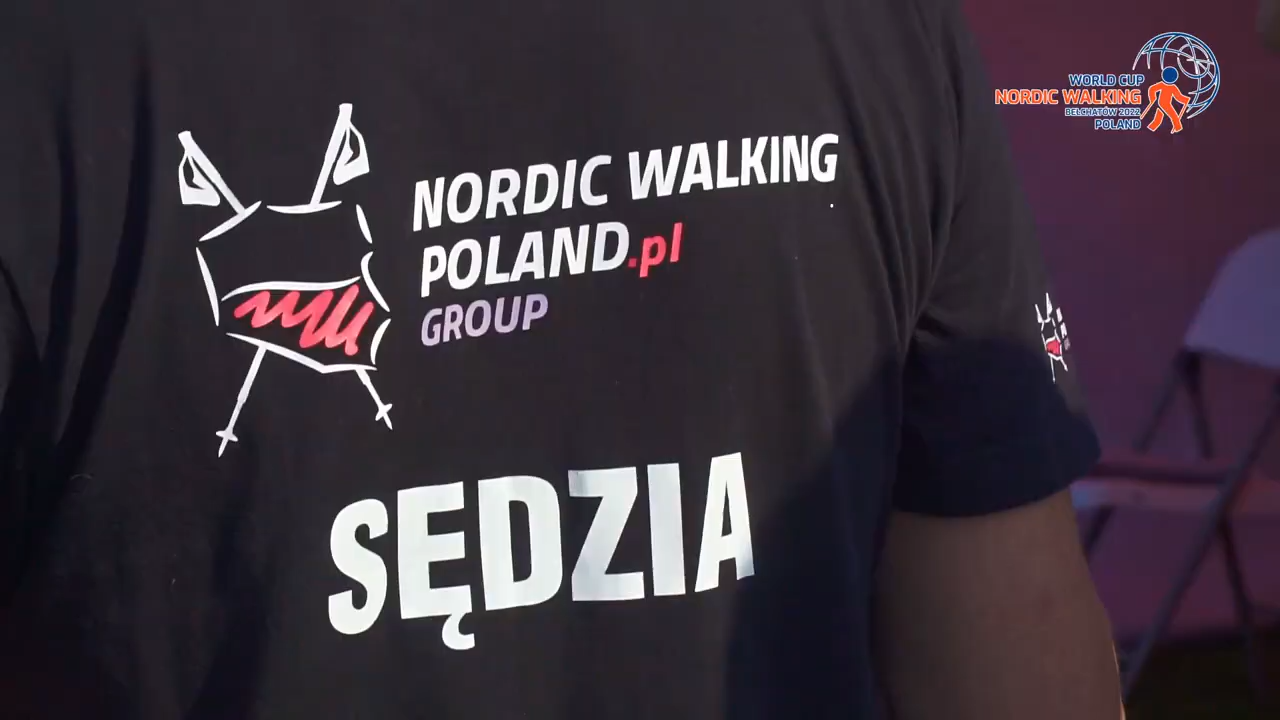 WORLD CUP
NORDIC WALKING
BEŁCHATÓW 2022
POLAND
NORDIC WALKING
POLAND.pl
GROUP
SĘDZIA